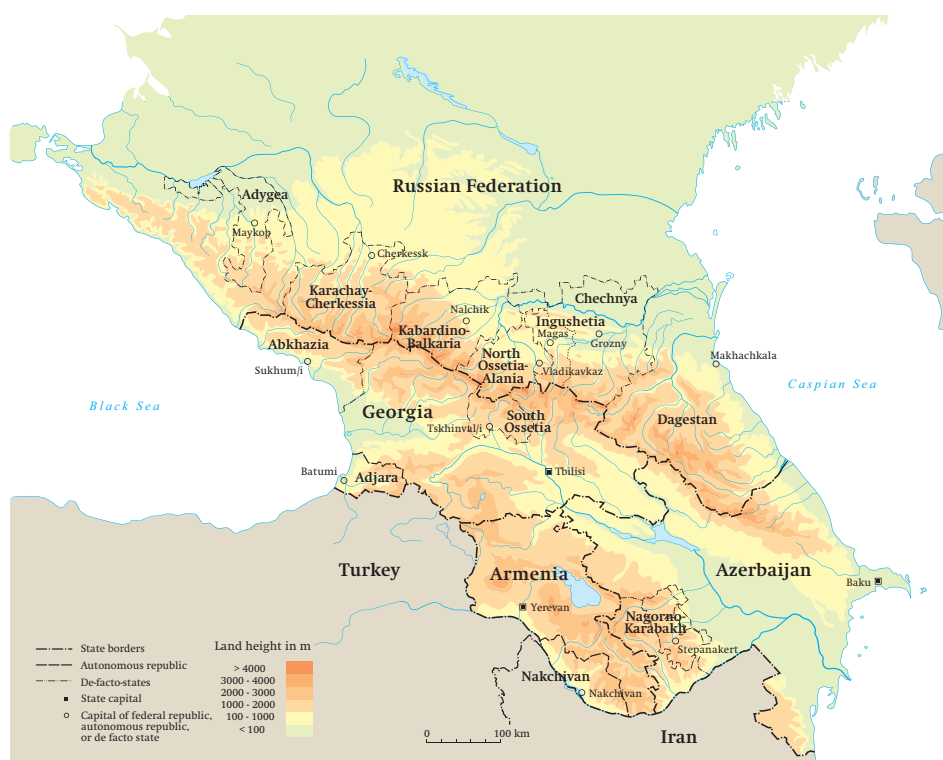 Russian Federation
Adygea
Maykop
Cherkessk
Karachay-
Cherkessia
Chechnya
Nalchik
Ingushetia
Magas
Grozny
Kabardino-
Balkaria
Abkhazia
North
Ossetia-
Alania
Makhachkala
Sukhum/i
Vladikavkaz
Caspian Sea
Black Sea
Georgia
South
Ossetia
Tskhinval/i
Dagestan
Batumi
Adjara
Tbilisi
Turkey
Armenia
Azerbaijan
Baku
Yerevan
Nagorno-
Karabakh
Stepanakert
Nakchivan
Nakchivan
Iran
State borders
Autonomous republic
De-facto-states
State capital
Capital of federal republic,
autonomous republic,
or de facto state
Land height in m
> 4000
3000 - 4000
2000 - 3000
1000 - 2000
100 - 1000
< 100
0 100 km